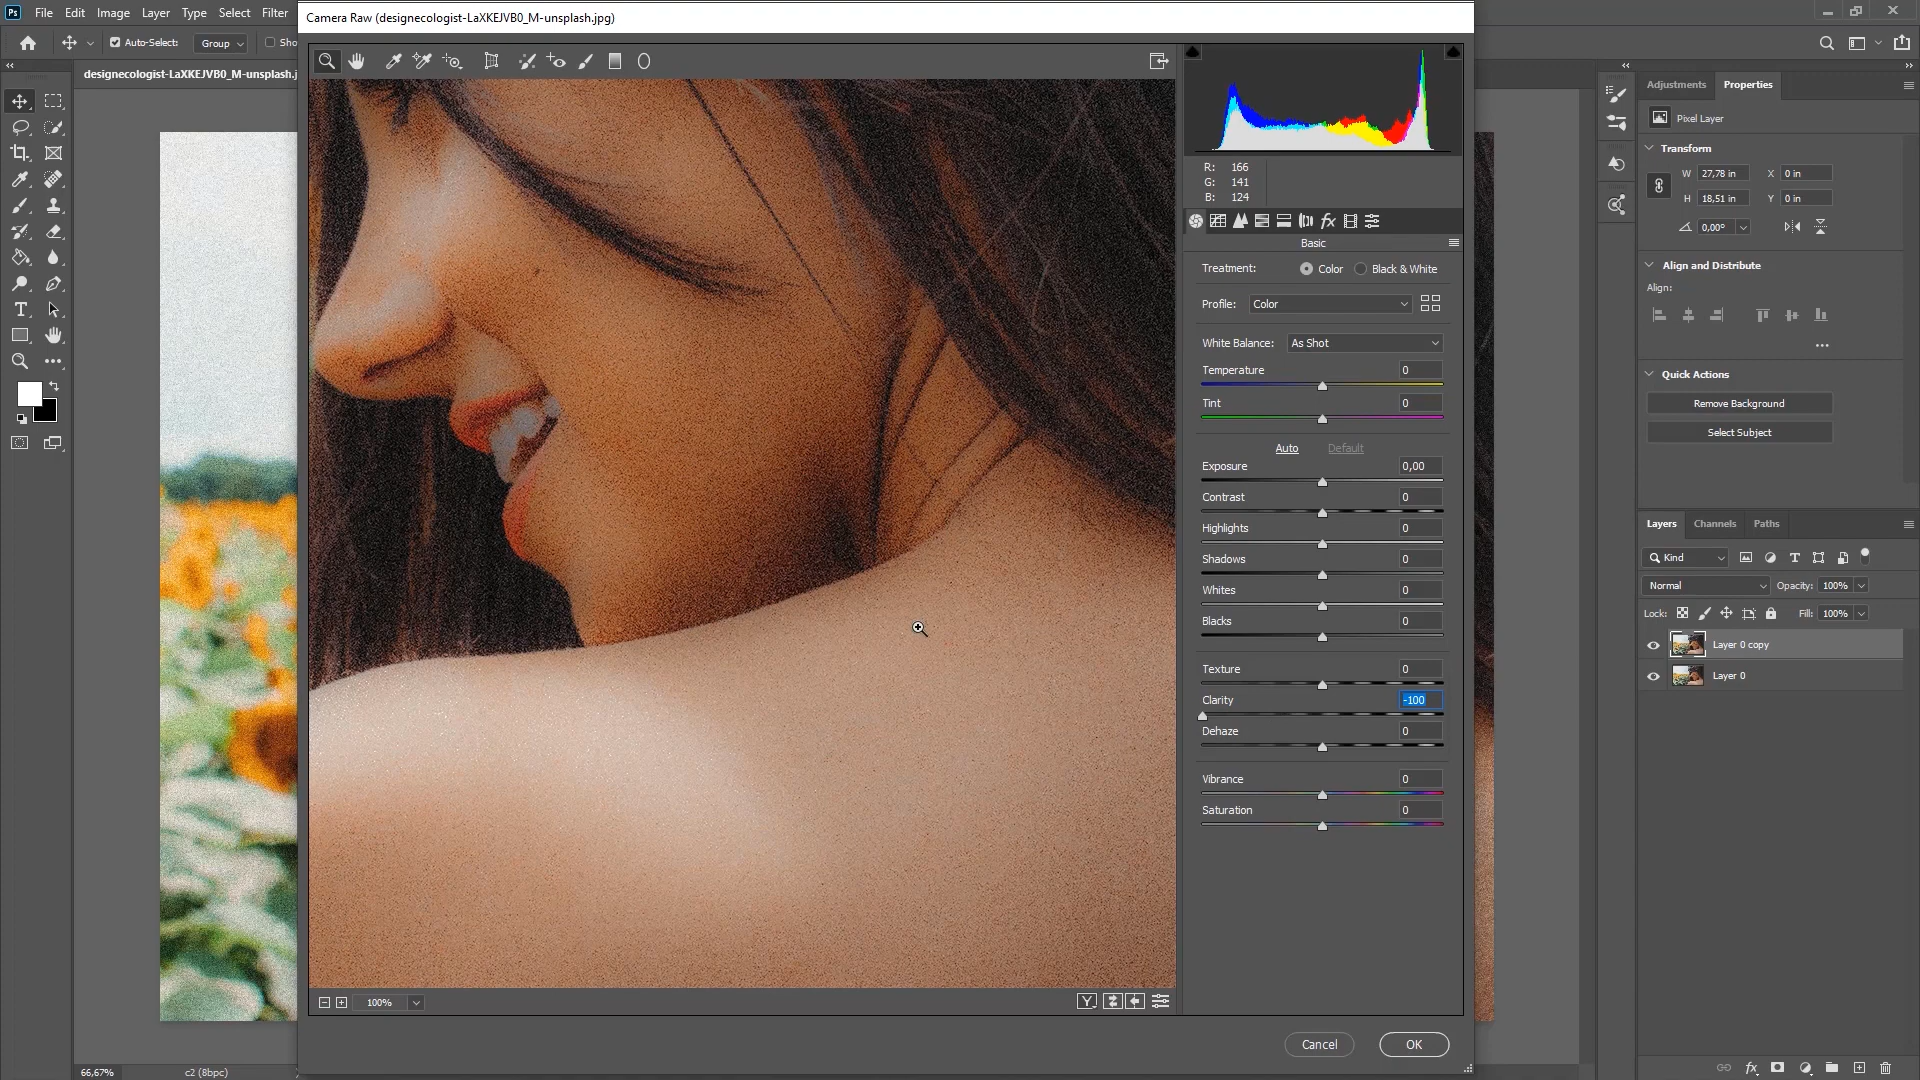 Ps File Edit Image Layer Type Select Filter
Camera Raw (designecologist-LaXKEJVB0_M-unsplash.jpg)
Auto-Select: Group Sho
designecologist-LaXKEJVB0_M-unsplash.j
R: 166
G: 141
B: 124
Basic
Treatment: Color Black & White
Profile: Color
White Balance: As Shot
Temperature 0
Tint 0
Auto Default
Exposure 0,00
Contrast 0
Highlights 0
Shadows 0
Whites 0
Blacks 0
Texture 0
Clarity -100
Dehaze 0
Vibrance 0
Saturation 0
100%
Cancel OK
66,67% c2 (8bpc)
Adjustments Properties
Pixel Layer
Transform
W 27,78 in X 0 in
H 18,51 in Y 0 in
0,00°
Align and Distribute
Align:
Quick Actions
Remove Background
Select Subject
Layers Channels Paths
Kind
Normal Opacity: 100%
Lock: Fill: 100%
Layer 0 copy
Layer 0